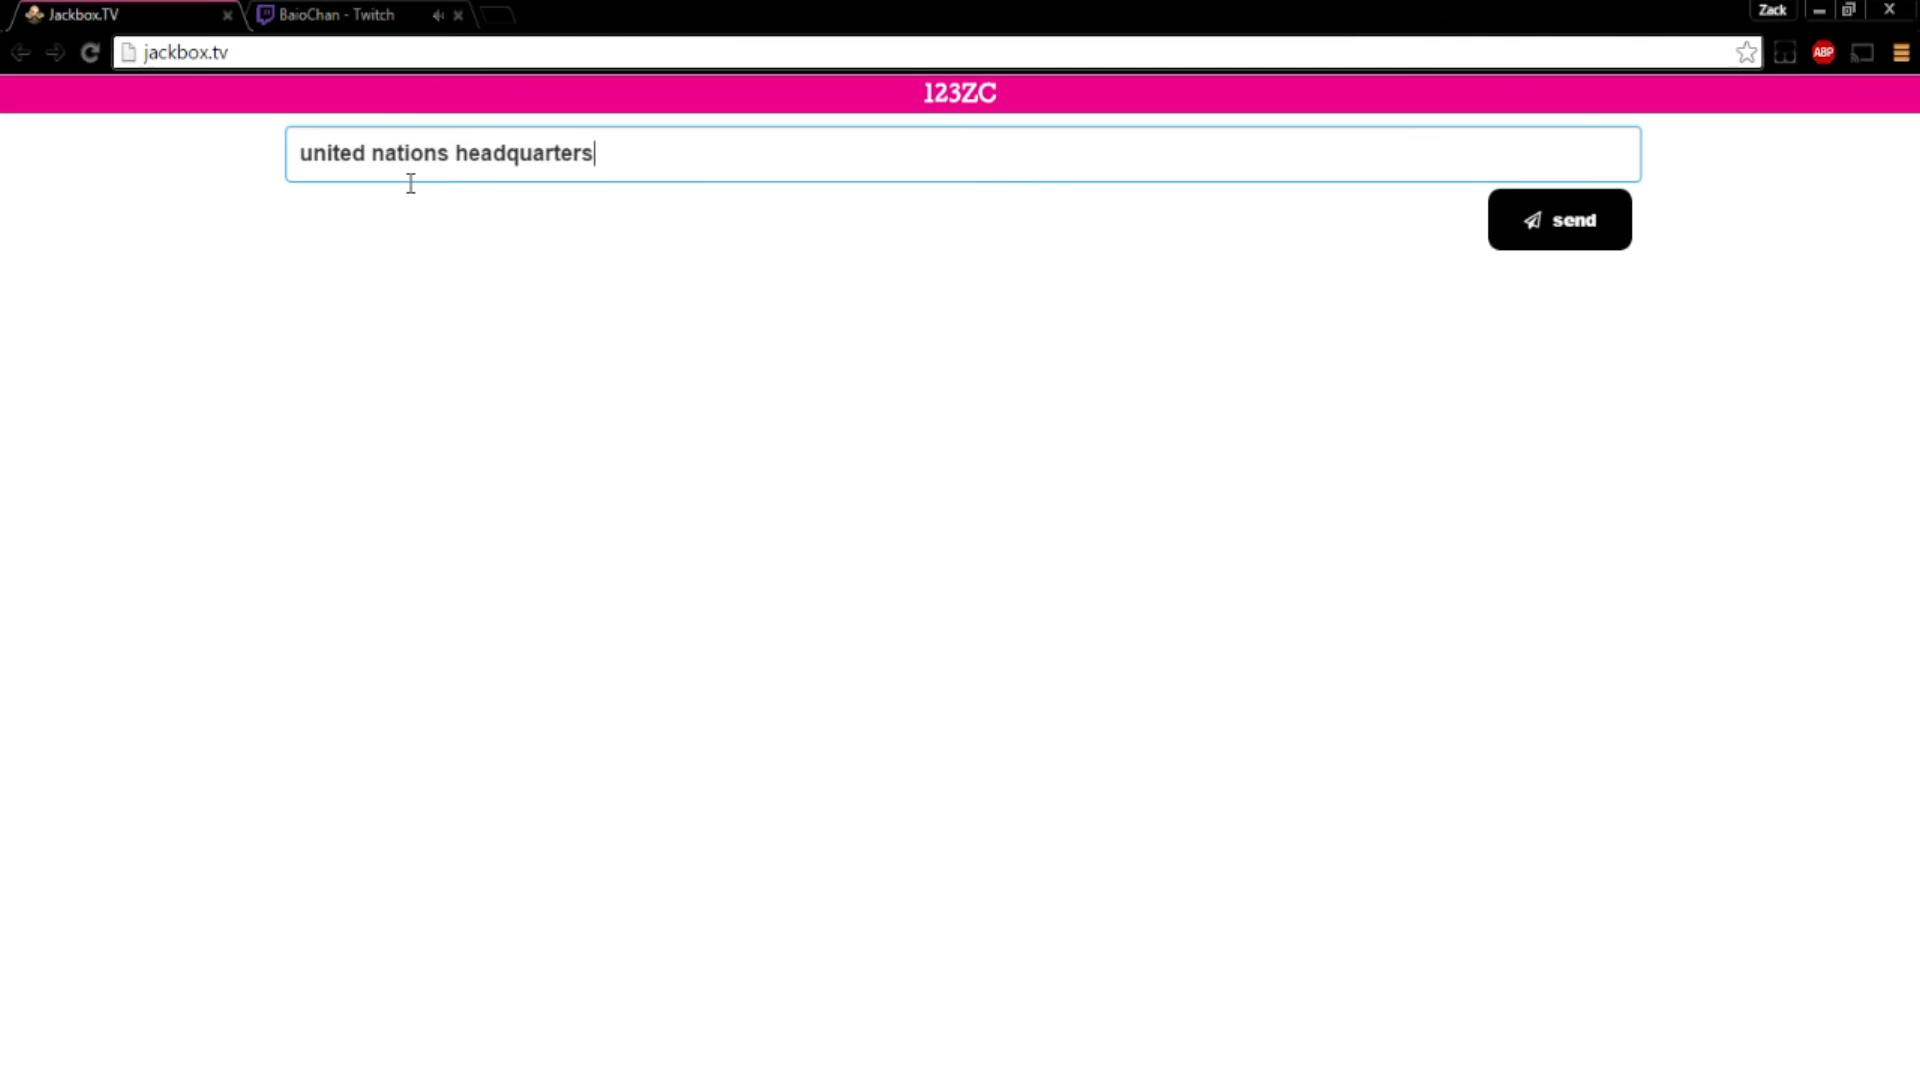 Jackbox.TV
BaioChan - Twitch
Zack
jackbox.tv
ABP
123ZC
united nations headquarters
send